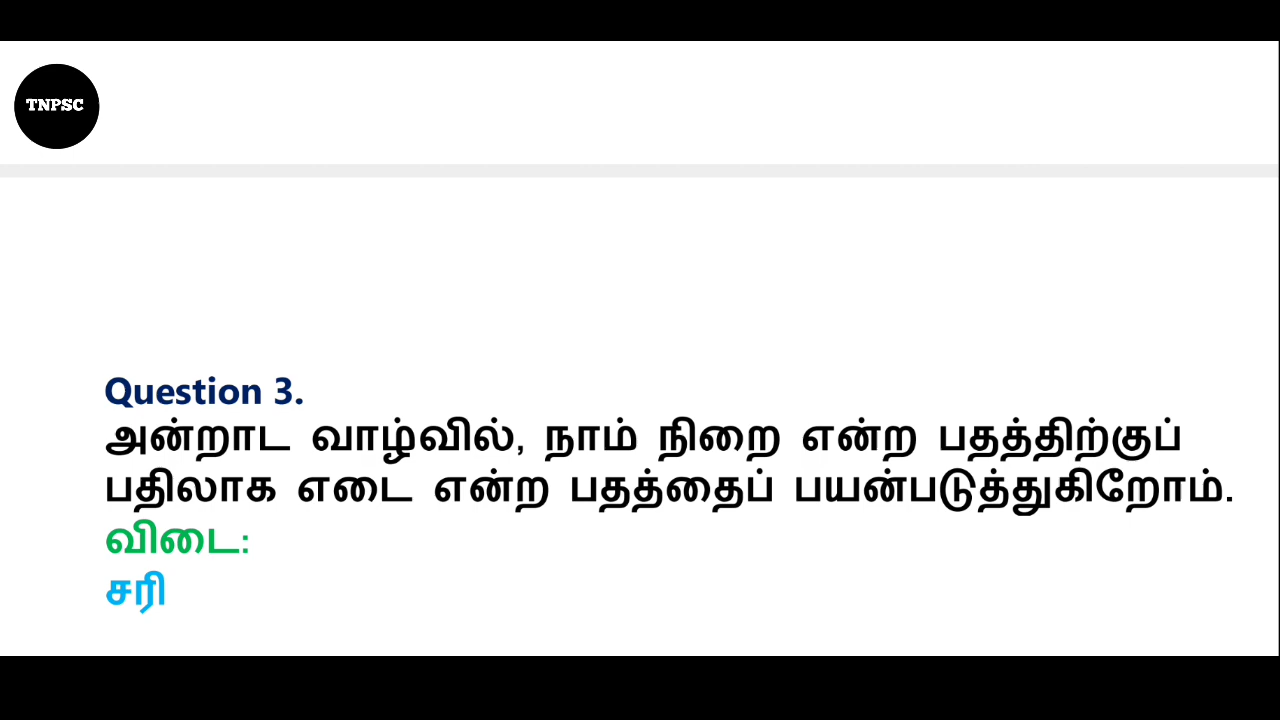 TNPSC
Question 3.
அன்றாட வாழ்வில், நாம் நிறை என்ற பதத்திற்குப்
பதிலாக எடை என்ற பதத்தைப் பயன்படுத்துகிறோம்.
விடை:
சரி